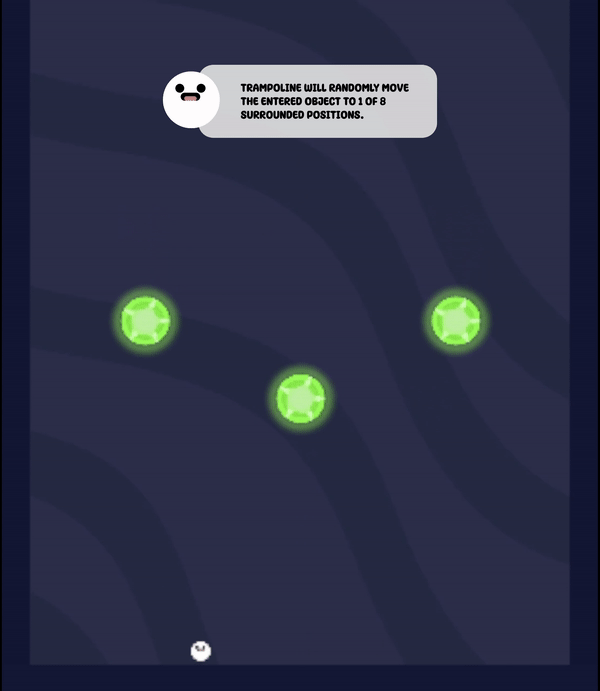 TRAMPOLINE WILL RANDOMLY MOVE
THE ENTERED OBJECT TO 1 OF 8
SURROUNDED POSITIONS.